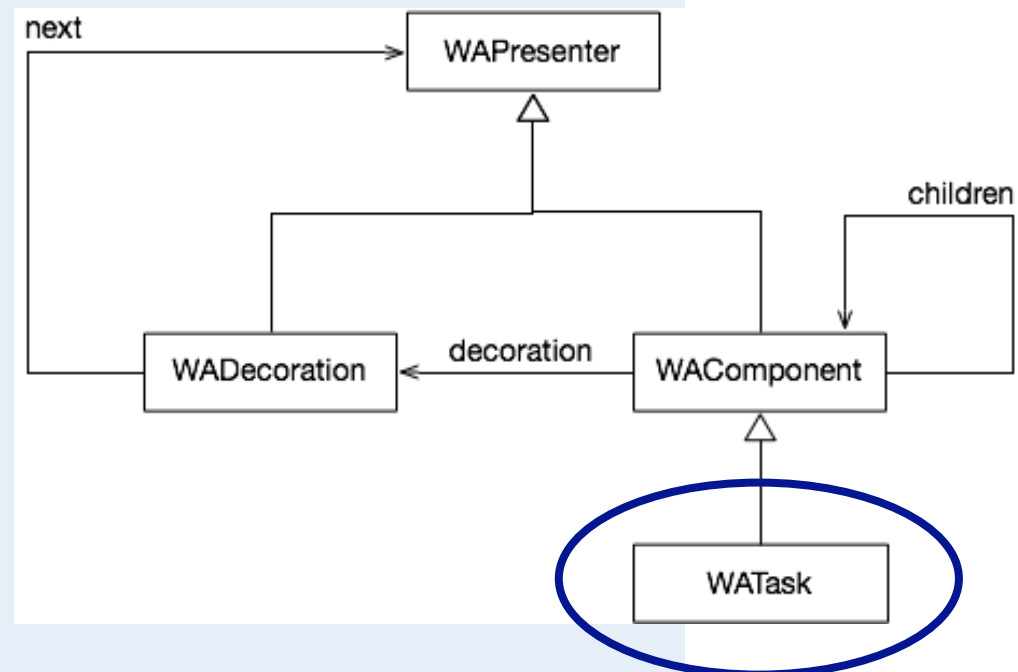 next
WAPresenter
children
WADecoration
decoration
WAComponent
WATask